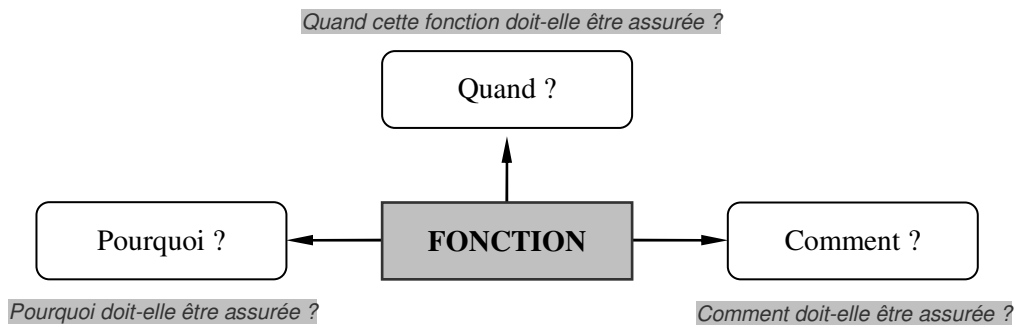 Quand cette fonction doit-elle être assurée ?
Quand ?
Pourquoi ?
FONCTION
Comment ?
Pourquoi doit-elle être assurée ?
Comment doit-elle être assurée ?